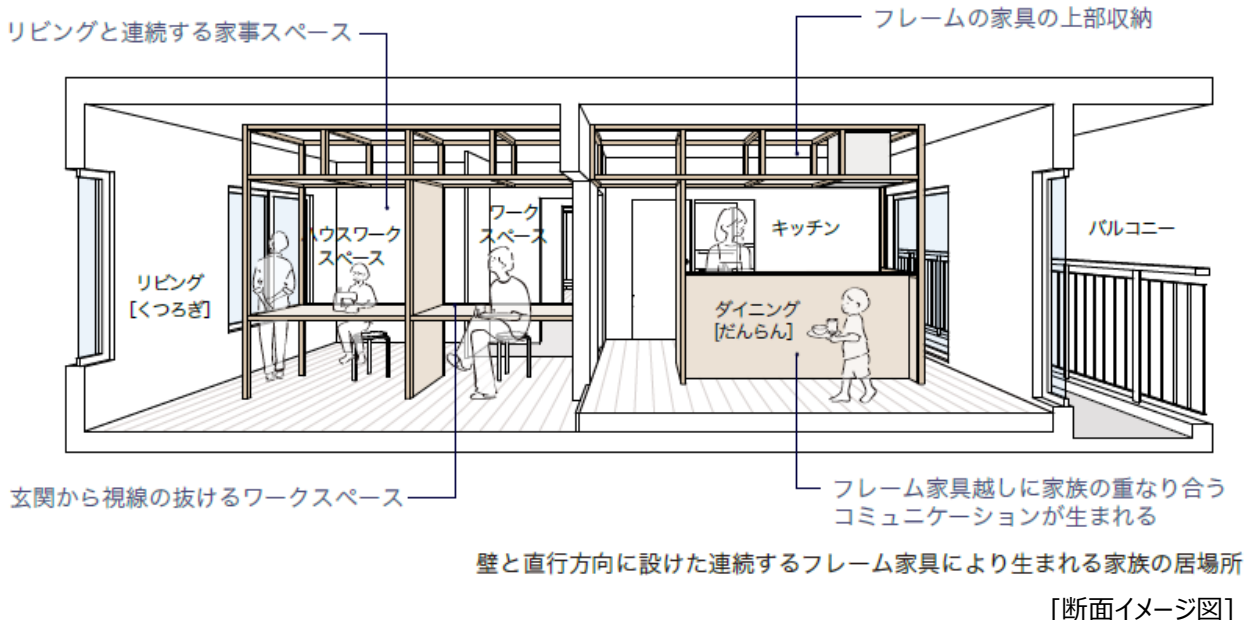 リビングと連続する家事スペース
フレームの家具の上部収納
ハウスワーク
スペース
ワーク
スペース
キッチン
バルコニー
リビング
[くつろぎ]
ダイニング
[だんらん]
玄関から視線の抜けるワークスペース
フレーム家具越しに家族の重なり合う
コミュニケーションが生まれる
壁と直行方向に設けた連続するフレーム家具により生まれる家族の居場所
[断面イメージ図]